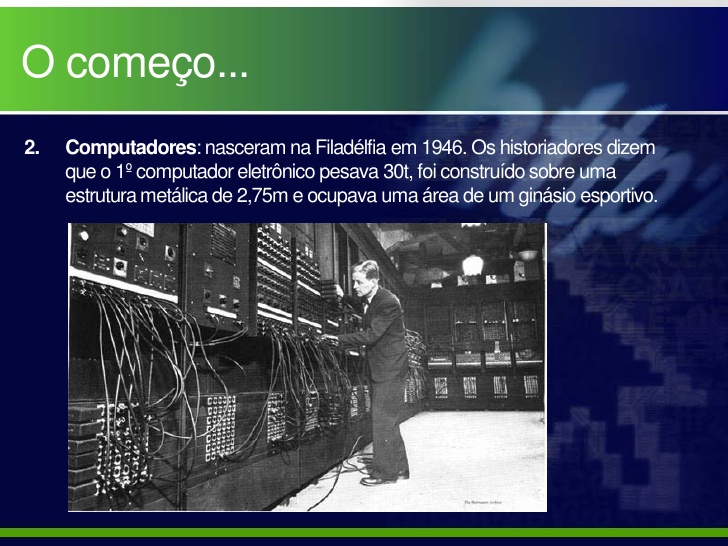 O começo...
2. Computadores: nasceram na Filadélfia em 1946. Os historiadores dizem
que o 1º computador eletrônico pesava 30t, foi construído sobre uma
estrutura metálica de 2,75m e ocupava uma área de um ginásio esportivo.
The Bettmann Archive